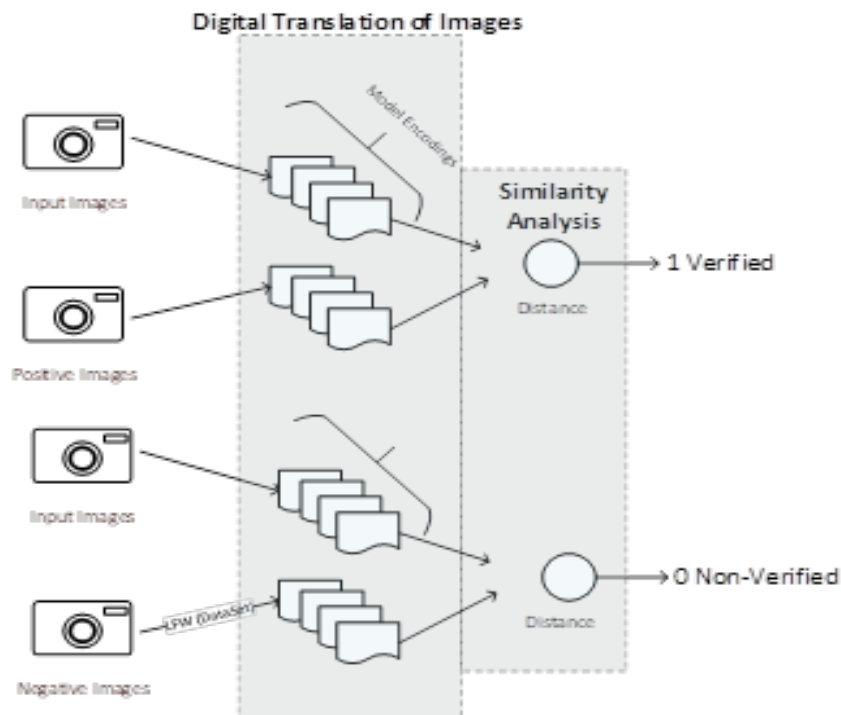 Digital Translation of Images
Model Encodings
Input Images
Similarity
Analysis
1 Verified
Distance
Positive Images
Input Images
0 Non-Verified
LFW (DataSet)
Distance
Negative Images